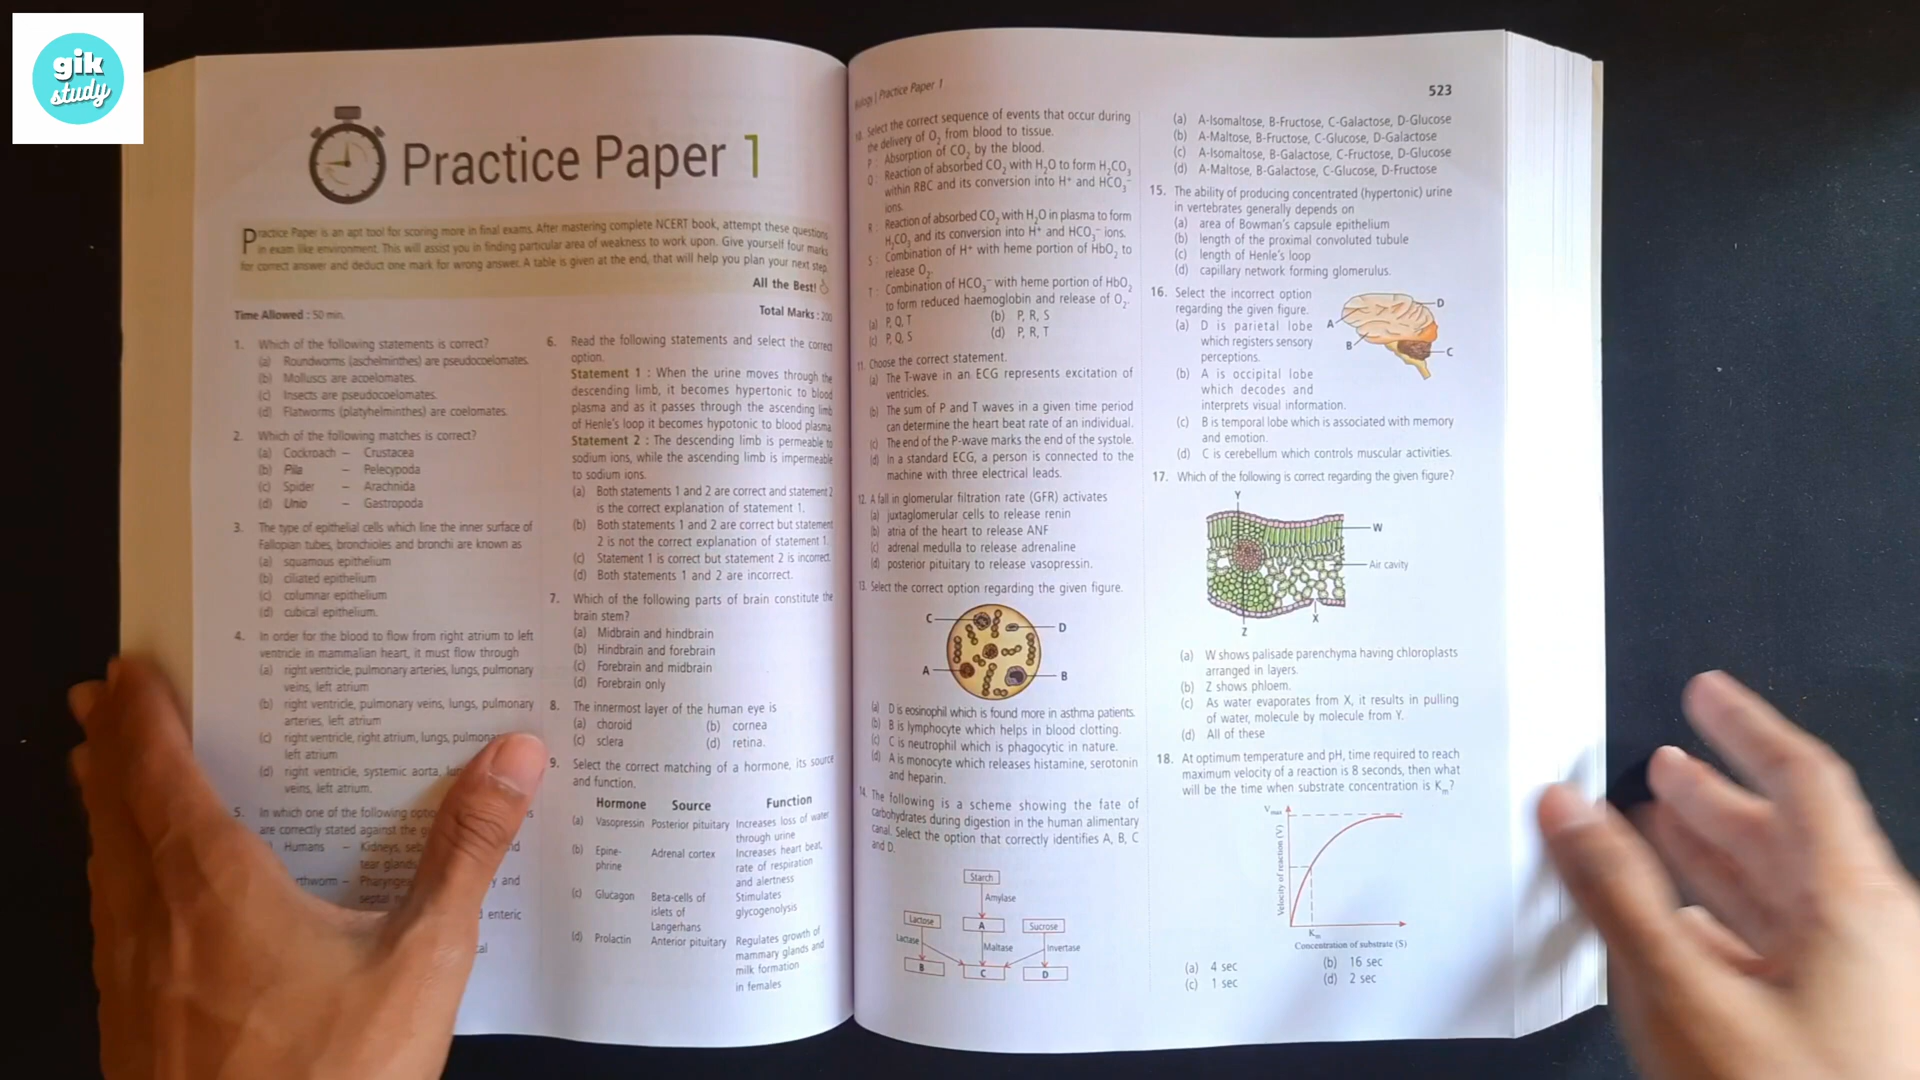 gik
study
Practice Paper 1
Practice Paper is an apt tool for scoring more in final exams. After mastering complete NCERT book, attempt these questions
in exam like environment. This will assist you in finding particular area of weakness to work upon. Give yourself four marks
for correct answer and deduct one mark for wrong answer. A table is given at the end, that will help you plan your next step.
All the Best!
Time Allowed : 50 min.
Total Marks : 200
1. Which of the following statements is correct?
(a) Roundworms (aschelminthes) are pseudocoelomates.
(b) Molluscs are acoelomates.
(c) Insects are pseudocoelomates.
(d) Flatworms (platyhelminthes) are coelomates.
2. Which of the following matches is correct?
(a) Cockroach – Crustacea
(b) Pila – Pelecypoda
(c) Spider – Arachnida
(d) Unio – Gastropoda
3. The type of epithelial cells which line the inner surface of
Fallopian tubes, bronchioles and bronchi are known as
(a) squamous epithelium
(b) ciliated epithelium
(c) columnar epithelium
(d) cubical epithelium.
4. In order for the blood to flow from right atrium to left
ventricle in mammalian heart, it must flow through
(a) right ventricle, pulmonary arteries, lungs, pulmonary
veins, left atrium
(b) right ventricle, pulmonary veins, lungs, pulmonary
arteries, left atrium
(c) right ventricle, right atrium, lungs,
left atrium
(d) right ventricle, systemic aorta,
veins, left atrium.
5. In which one of the following
are correctly stated against the
Humans – Kidneys,
tear glands
enteric
6. Read the following statements and select the correct
option.
Statement 1 : When the urine moves through the
descending limb, it becomes hypertonic to blood
plasma and as it passes through the ascending limb
of Henle's loop it becomes hypotonic to blood plasma.
Statement 2 : The descending limb is permeable to
sodium ions, while the ascending limb is impermeable
to sodium ions.
(a) Both statements 1 and 2 are correct and statement 2
is the correct explanation of statement 1.
(b) Both statements 1 and 2 are correct but statement
2 is not the correct explanation of statement 1.
(c) Statement 1 is correct but statement 2 is incorrect.
(d) Both statements 1 and 2 are incorrect.
7. Which of the following parts of brain constitute the
brain stem?
(a) Midbrain and hindbrain
(b) Hindbrain and forebrain
(c) Forebrain and midbrain
(d) Forebrain only
8. The innermost layer of the human eye is
(a) choroid (b) cornea
(c) sclera (d) retina.
9. Select the correct matching of a hormone, its source
and function.
Hormone Source Function
(a) Vasopressin Posterior pituitary Increases loss of water
through urine
(b) Epine- Adrenal cortex Increases heart beat,
phrine rate of respiration
and alertness
(c) Glucagon Beta-cells of Stimulates
islets of glycogenolysis
Langerhans
(d) Prolactin Anterior pituitary Regulates growth of
mammary glands and
milk formation
in females
Biology | Practice Paper 1
523
10. Select the correct sequence of events that occur during
the delivery of O2 from blood to tissue.
P : Absorption of CO2 by the blood.
Q : Reaction of absorbed CO2 with H2O to form H2CO3
within RBC and its conversion into H+ and HCO3−
ions.
R : Reaction of absorbed CO2 with H2O in plasma to form
H2CO3 and its conversion into H+ and HCO3− ions.
S : Combination of H+ with heme portion of HbO2 to
release O2.
T : Combination of HCO3− with heme portion of HbO2
to form reduced haemoglobin and release of O2.
(a) P, Q, T (b) P, R, S
(c) P, Q, S (d) P, R, T
11. Choose the correct statement.
(a) The T-wave in an ECG represents excitation of
ventricles.
(b) The sum of P and T waves in a given time period
can determine the heart beat rate of an individual.
(c) The end of the P-wave marks the end of the systole.
(d) In a standard ECG, a person is connected to the
machine with three electrical leads.
12. A fall in glomerular filtration rate (GFR) activates
(a) juxtaglomerular cells to release renin
(b) atria of the heart to release ANF
(c) adrenal medulla to release adrenaline
(d) posterior pituitary to release vasopressin.
13. Select the correct option regarding the given figure.
C
D
A
B
(a) D is eosinophil which is found more in asthma patients.
(b) B is lymphocyte which helps in blood clotting.
(c) C is neutrophil which is phagocytic in nature.
(d) A is monocyte which releases histamine, serotonin
and heparin.
14. The following is a scheme showing the fate of
carbohydrates during digestion in the human alimentary
canal. Select the option that correctly identifies A, B, C
and D.
Starch
Amylase
Lactose A Sucrose
Lactase Maltase Invertase
B C D
(a) A-Isomaltose, B-Fructose, C-Galactose, D-Glucose
(b) A-Maltose, B-Fructose, C-Glucose, D-Galactose
(c) A-Isomaltose, B-Galactose, C-Fructose, D-Glucose
(d) A-Maltose, B-Galactose, C-Glucose, D-Fructose
15. The ability of producing concentrated (hypertonic) urine
in vertebrates generally depends on
(a) area of Bowman's capsule epithelium
(b) length of the proximal convoluted tubule
(c) length of Henle's loop
(d) capillary network forming glomerulus.
16. Select the incorrect option
regarding the given figure.
(a) D is parietal lobe
which registers sensory
perceptions.
(b) A is occipital lobe
which decodes and
interprets visual information.
(c) B is temporal lobe which is associated with memory
and emotion.
(d) C is cerebellum which controls muscular activities.
D
A
B
C
17. Which of the following is correct regarding the given figure?
Y
W
Air cavity
X
Z
(a) W shows palisade parenchyma having chloroplasts
arranged in layers.
(b) Z shows phloem.
(c) As water evaporates from X, it results in pulling
of water, molecule by molecule from Y.
(d) All of these
18. At optimum temperature and pH, time required to reach
maximum velocity of a reaction is 8 seconds, then what
will be the time when substrate concentration is Km?
Vmax
Velocity of reaction (V)
Km
Concentration of substrate (S)
(a) 4 sec (b) 16 sec
(c) 1 sec (d) 2 sec